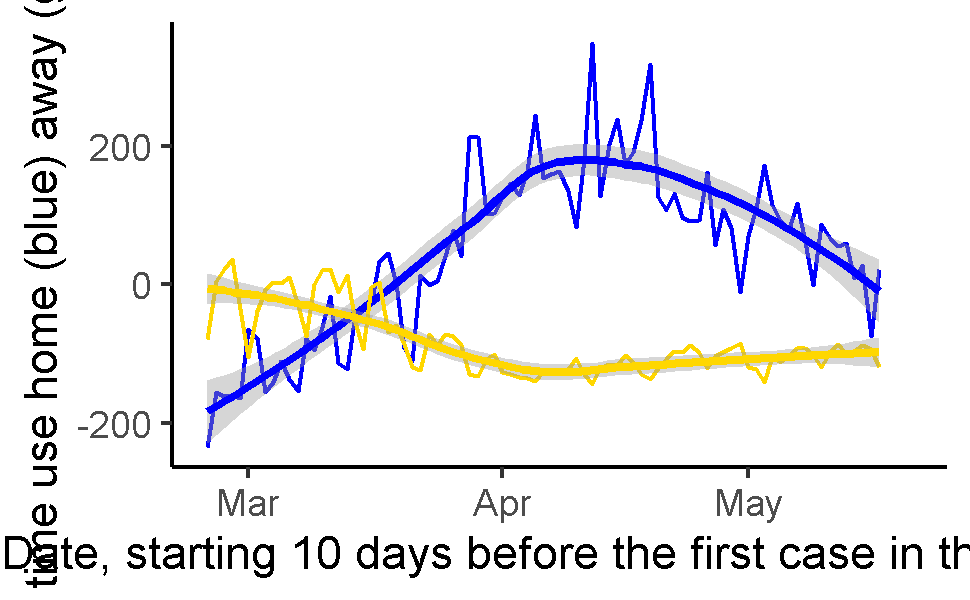 time use home (blue) away (
200
0
-200
Mar Apr May
Date, starting 10 days before the first case in th